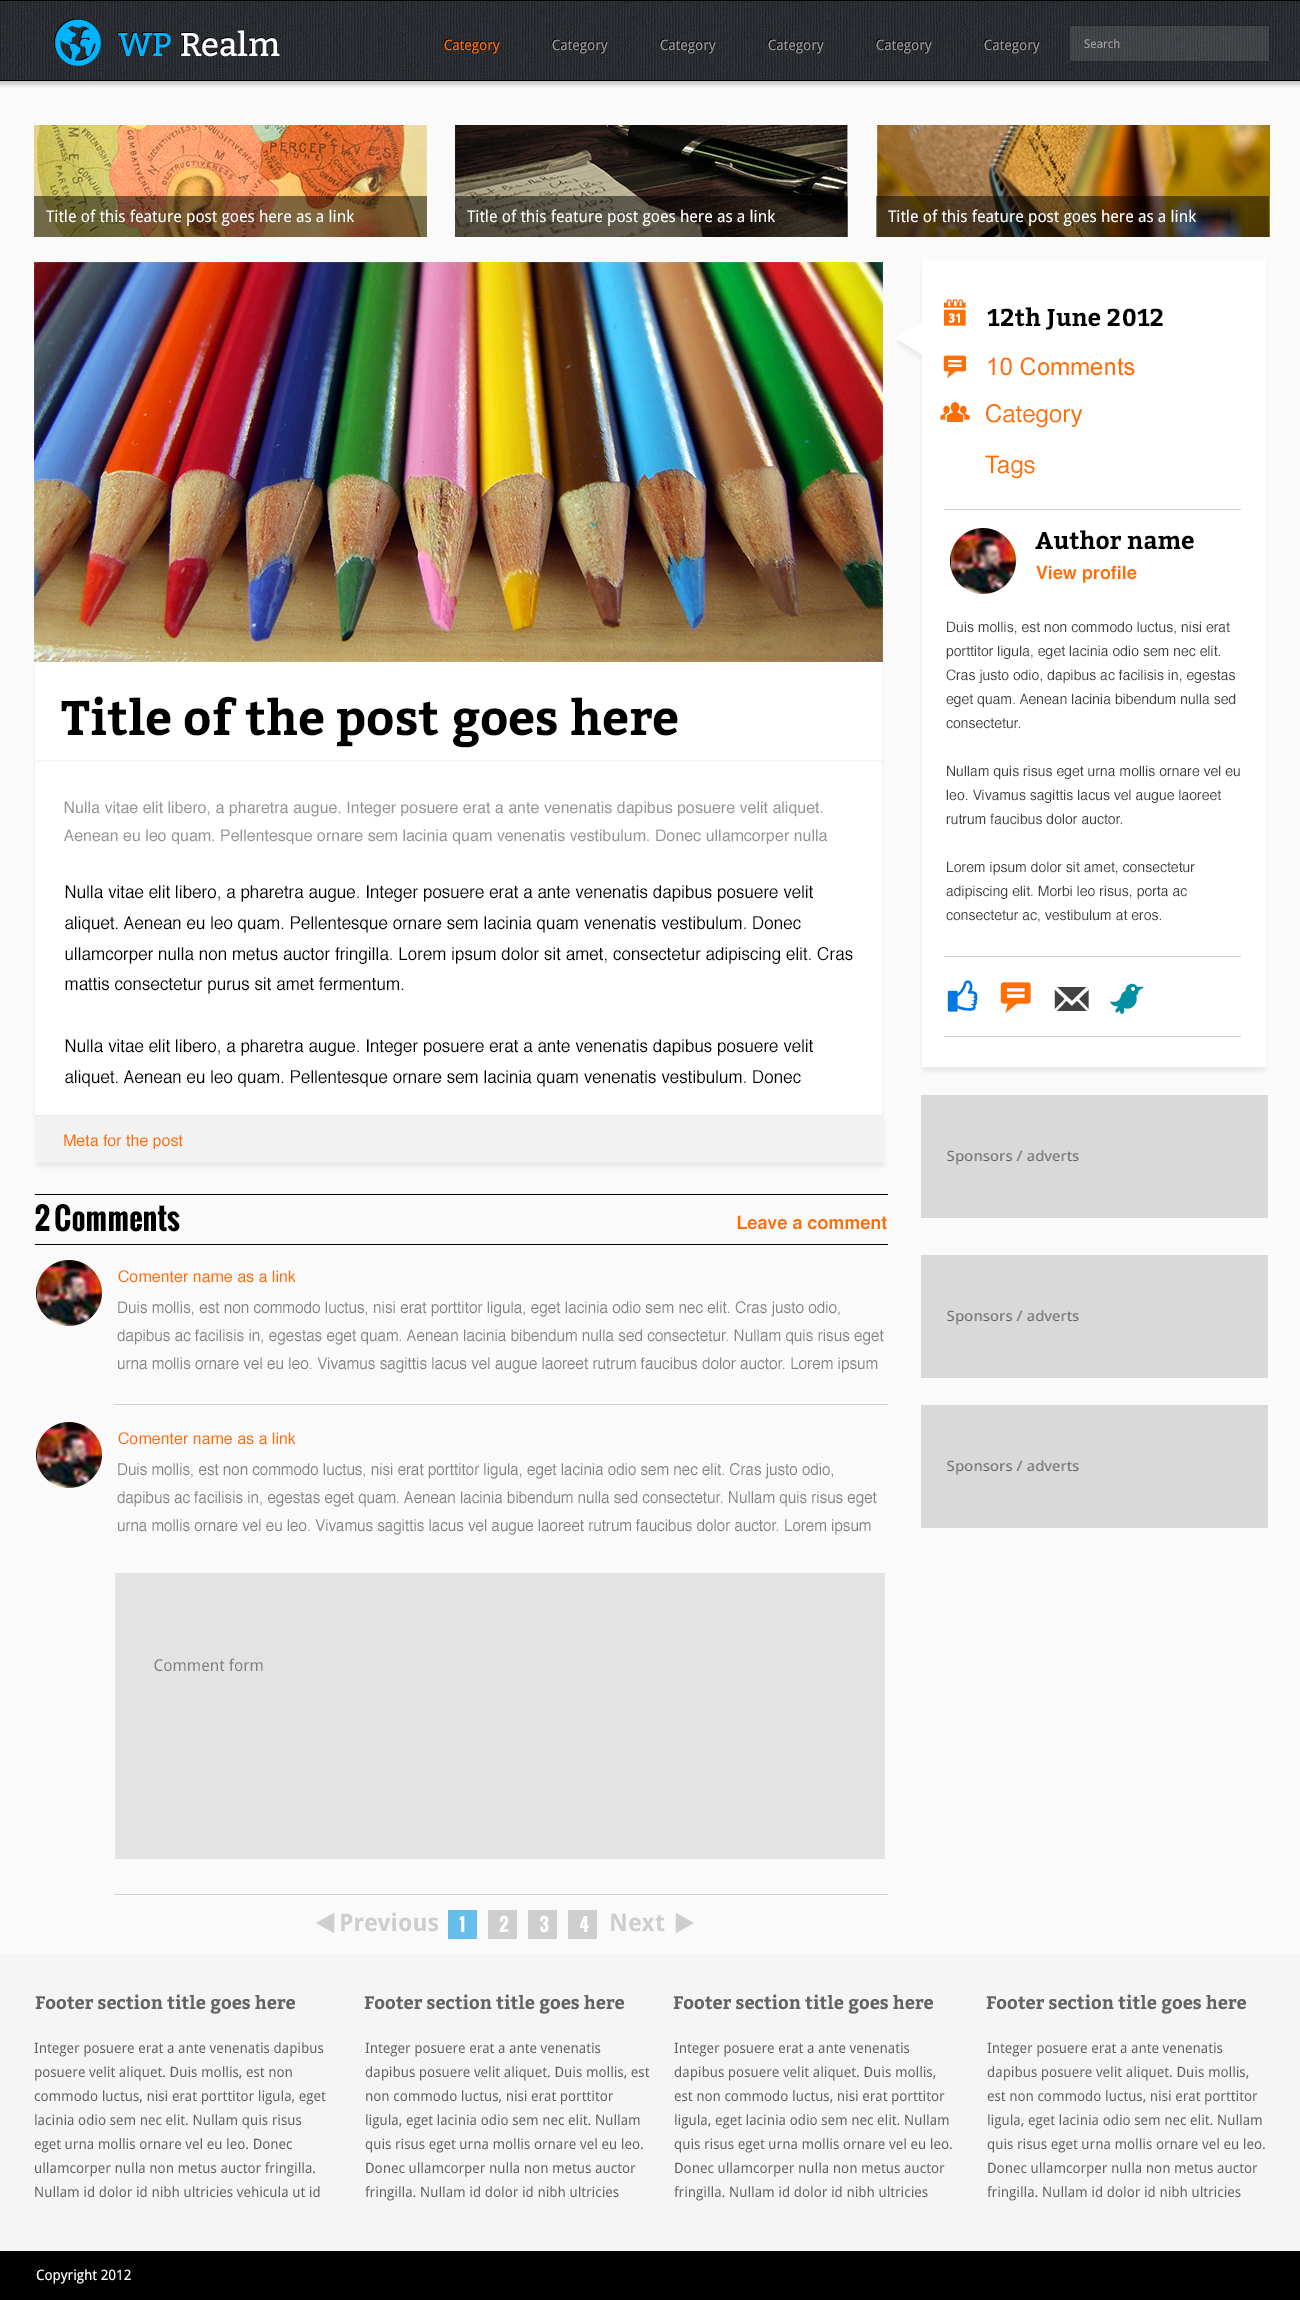 WP Realm
Category
Category
Category
Category
Category
Category
Search
FRIENDSHIP
COMBATIVENESS
SECRETIVENESS
DESTRUCTIVENESS
PERCEPTIVES
TUNE
Title of this feature post goes here as a link
Title of this feature post goes here as a link
Title of this feature post goes here as a link
31
12th June 2012
10 Comments
Category
Tags
Author name
View profile
Duis mollis, est non commodo luctus, nisi erat
porttitor ligula, eget lacinia odio sem nec elit.
Cras justo odio, dapibus ac facilisis in, egestas
eget quam. Aenean lacinia bibendum nulla sed
consectetur.
Nullam quis risus eget urna mollis ornare vel eu
leo. Vivamus sagittis lacus vel augue laoreet
rutrum faucibus dolor auctor.
Lorem ipsum dolor sit amet, consectetur
adipiscing elit. Morbi leo risus, porta ac
consectetur ac, vestibulum at eros.
Title of the post goes here
Nulla vitae elit libero, a pharetra augue. Integer posuere erat a ante venenatis dapibus posuere velit aliquet.
Aenean eu leo quam. Pellentesque ornare sem lacinia quam venenatis vestibulum. Donec ullamcorper nulla
Nulla vitae elit libero, a pharetra augue. Integer posuere erat a ante venenatis dapibus posuere velit
aliquet. Aenean eu leo quam. Pellentesque ornare sem lacinia quam venenatis vestibulum. Donec
ullamcorper nulla non metus auctor fringilla. Lorem ipsum dolor sit amet, consectetur adipiscing elit. Cras
mattis consectetur purus sit amet fermentum.
Nulla vitae elit libero, a pharetra augue. Integer posuere erat a ante venenatis dapibus posuere velit
aliquet. Aenean eu leo quam. Pellentesque ornare sem lacinia quam venenatis vestibulum. Donec
Meta for the post
Sponsors / adverts
Sponsors / adverts
Sponsors / adverts
2 Comments
Leave a comment
Comenter name as a link
Duis mollis, est non commodo luctus, nisi erat porttitor ligula, eget lacinia odio sem nec elit. Cras justo odio,
dapibus ac facilisis in, egestas eget quam. Aenean lacinia bibendum nulla sed consectetur. Nullam quis risus eget
urna mollis ornare vel eu leo. Vivamus sagittis lacus vel augue laoreet rutrum faucibus dolor auctor. Lorem ipsum
Comenter name as a link
Duis mollis, est non commodo luctus, nisi erat porttitor ligula, eget lacinia odio sem nec elit. Cras justo odio,
dapibus ac facilisis in, egestas eget quam. Aenean lacinia bibendum nulla sed consectetur. Nullam quis risus eget
urna mollis ornare vel eu leo. Vivamus sagittis lacus vel augue laoreet rutrum faucibus dolor auctor. Lorem ipsum
Comment form
Previous 1 2 3 4 Next
Footer section title goes here
Integer posuere erat a ante venenatis dapibus
posuere velit aliquet. Duis mollis, est non
commodo luctus, nisi erat porttitor ligula, eget
lacinia odio sem nec elit. Nullam quis risus
eget urna mollis ornare vel eu leo. Donec
ullamcorper nulla non metus auctor fringilla.
Nullam id dolor id nibh ultricies vehicula ut id
Footer section title goes here
Integer posuere erat a ante venenatis
dapibus posuere velit aliquet. Duis mollis, est
non commodo luctus, nisi erat porttitor
ligula, eget lacinia odio sem nec elit. Nullam
quis risus eget urna mollis ornare vel eu leo.
Donec ullamcorper nulla non metus auctor
fringilla. Nullam id dolor id nibh ultricies
Footer section title goes here
Integer posuere erat a ante venenatis
dapibus posuere velit aliquet. Duis mollis,
est non commodo luctus, nisi erat porttitor
ligula, eget lacinia odio sem nec elit. Nullam
quis risus eget urna mollis ornare vel eu leo.
Donec ullamcorper nulla non metus auctor
fringilla. Nullam id dolor id nibh ultricies
Footer section title goes here
Integer posuere erat a ante venenatis
dapibus posuere velit aliquet. Duis mollis,
est non commodo luctus, nisi erat porttitor
ligula, eget lacinia odio sem nec elit. Nullam
quis risus eget urna mollis ornare vel eu leo.
Donec ullamcorper nulla non metus auctor
fringilla. Nullam id dolor id nibh ultricies
Copyright 2012